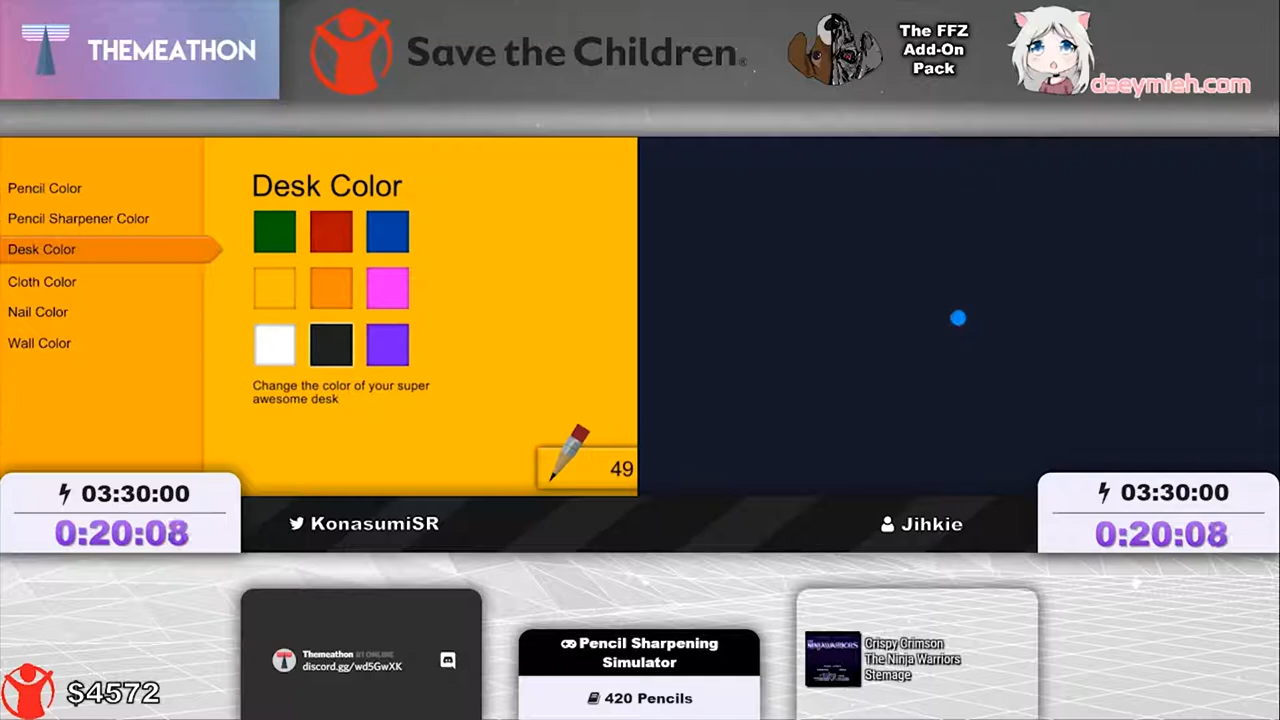 THEMEATHON
Save the Children®
The FFZ
Add-On
Pack
daeymieh.com
Pencil Color
Pencil Sharpener Color
Desk Color
Cloth Color
Nail Color
Wall Color
Desk Color
Change the color of your super
awesome desk
49
03:30:00
0:20:08
KonasumiSR
Jihkie
03:30:00
0:20:08
Themeathon 81 ONLINE
discord.gg/wd5GwXK
Pencil Sharpening
Simulator
420 Pencils
NINJAWARRIORS
Crispy Crimson
The Ninja Warriors
Stemage
$4572